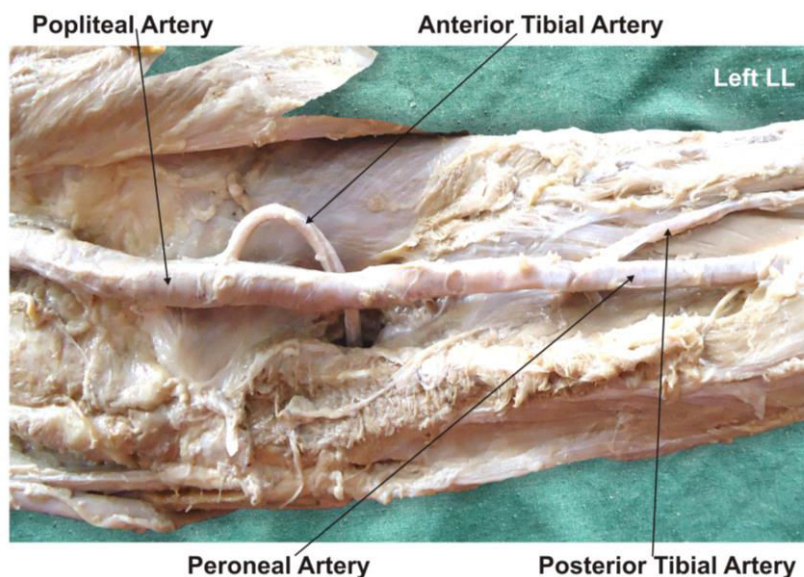 Popliteal Artery
Anterior Tibial Artery
Left LL
Peroneal Artery
Posterior Tibial Artery